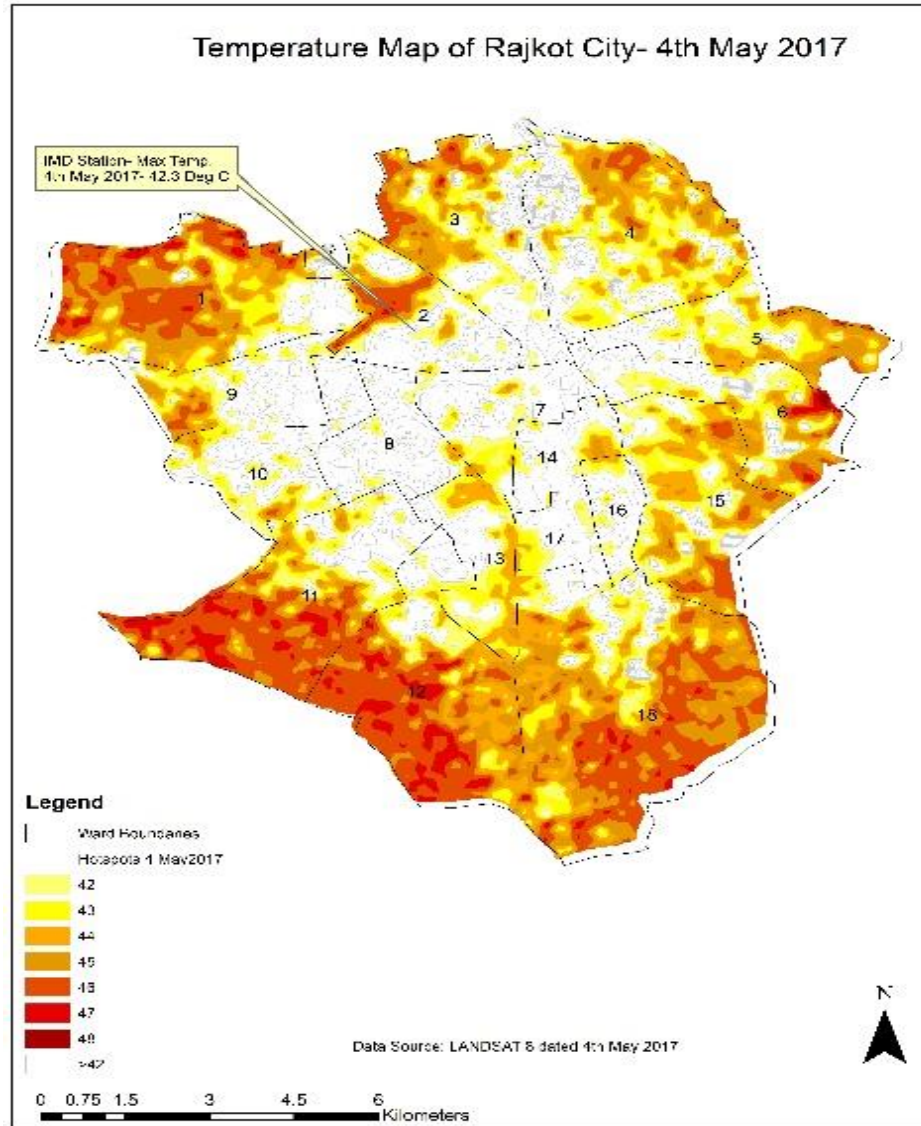 Temperature Map of Rajkot City- 4th May 2017
IMD Station- Max Temp.
4th May 2017- 42.3 Deg C
3
4
1
2
5
9
6
7
8
14
10
15
16
17
13
11
12
18
Legend
Ward Boundaries
Hotspots 4 May2017
42
43
44
45
46
47
48
>42
Data Source: LANDSAT 8 dated 4th May 2017
N
0 0.75 1.5 3 4.5 6
Kilometers